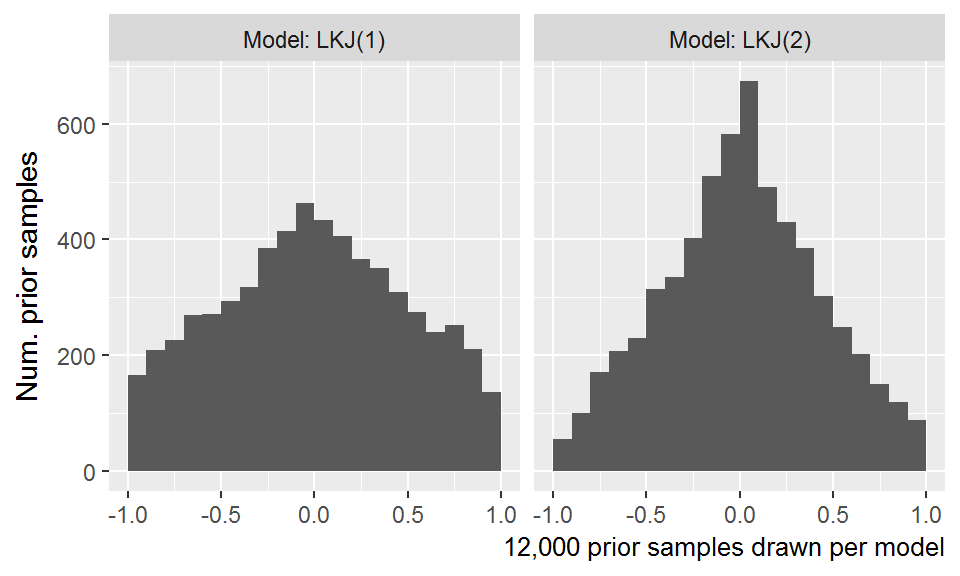 Model: LKJ(1)
Model: LKJ(2)
Num. prior samples
600
400
200
0
-1.0 -0.5 0.0 0.5 1.0
-1.0 -0.5 0.0 0.5 1.0
12,000 prior samples drawn per model